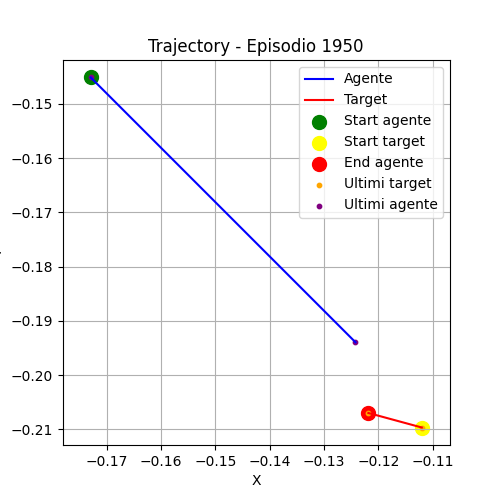 Trajectory - Episodio 1950
Agente
Target
Start agente
Start target
End agente
Ultimi target
Ultimi agente
−0.15
−0.16
−0.17
−0.18
−0.19
−0.20
−0.21
−0.17
−0.16
−0.15
−0.14
−0.13
−0.12
−0.11
X